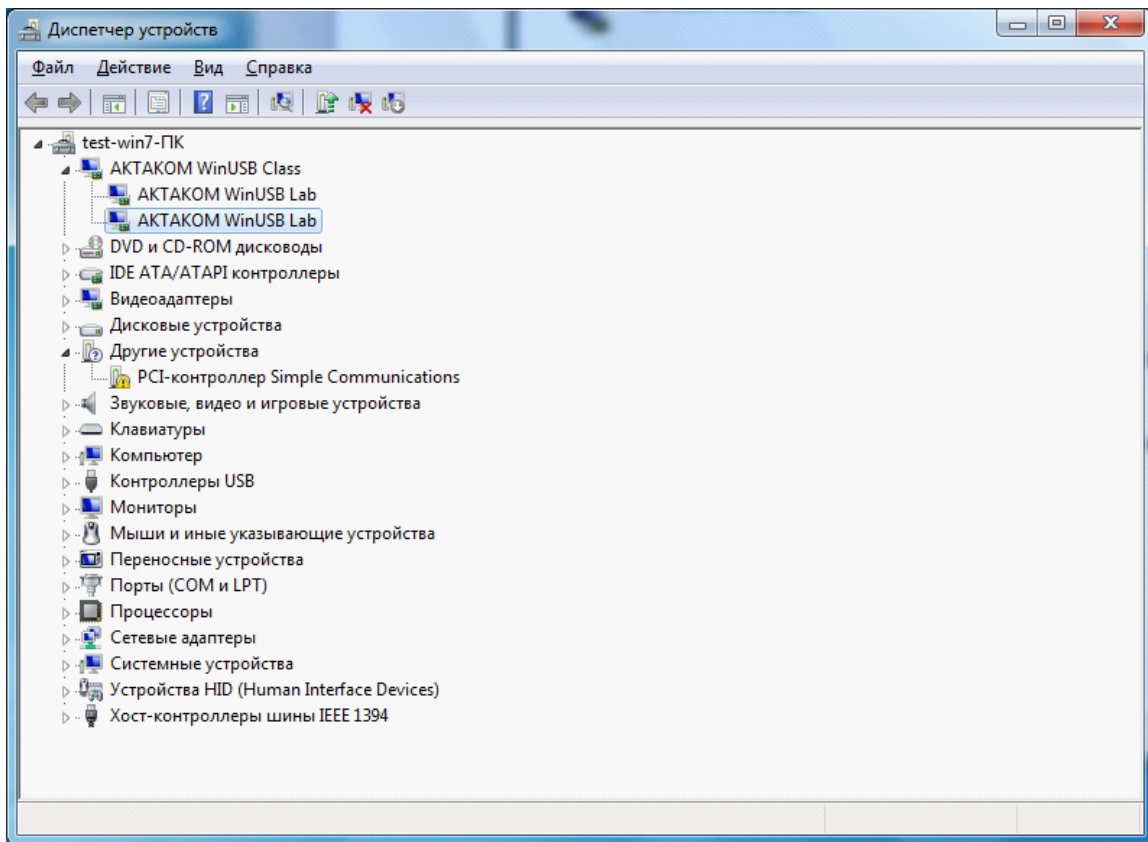 Диспетчер устройств
Файл Действие Вид Справка
test-win7-ПК
АКТАКОМ WinUSB Class
АКТАКОМ WinUSB Lab
АКТАКОМ WinUSB Lab
DVD и CD-ROM дисководы
IDE ATA/ATAPI контроллеры
Видеоадаптеры
Дисковые устройства
Другие устройства
PCI-контроллер Simple Communications
Звуковые, видео и игровые устройства
Клавиатуры
Компьютер
Контроллеры USB
Мониторы
Мыши и иные указывающие устройства
Переносные устройства
Порты (COM и LPT)
Процессоры
Сетевые адаптеры
Системные устройства
Устройства HID (Human Interface Devices)
Хост-контроллеры шины IEEE 1394